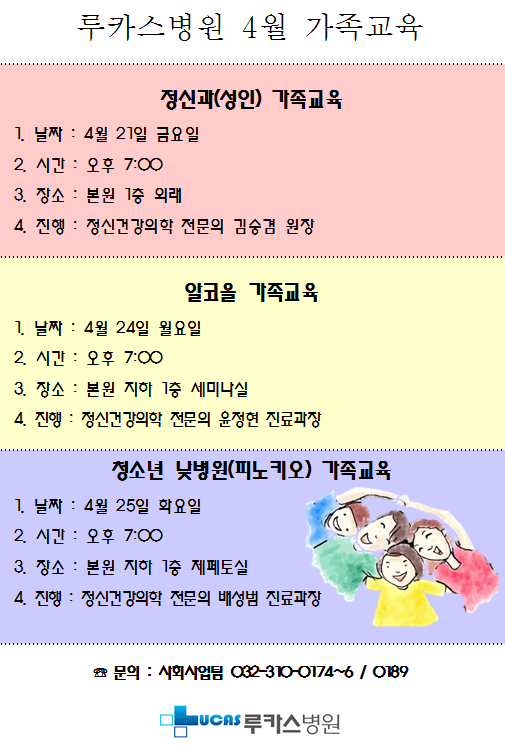 루카스병원 4월 가족교육
정신과(성인) 가족교육
1. 날짜 : 4월 21일 금요일
2. 시간 : 오후 7:00
3. 장소 : 본원 1층 외래
4. 진행 : 정신건강의학 전문의 김승겸 원장
알코올 가족교육
1. 날짜 : 4월 24일 월요일
2. 시간 : 오후 7:00
3. 장소 : 본원 지하 1층 세미나실
4. 진행 : 정신건강의학 전문의 윤정현 진료과장
청소년 낮병원(피노키오) 가족교육
1. 날짜 : 4월 25일 화요일
2. 시간 : 오후 7:00
3. 장소 : 본원 지하 1층 제페토실
4. 진행 : 정신건강의학 전문의 배성범 진료과장
☎ 문의 : 사회사업팀 032-310-0174~6 / 0189
LUCAS 루카스병원